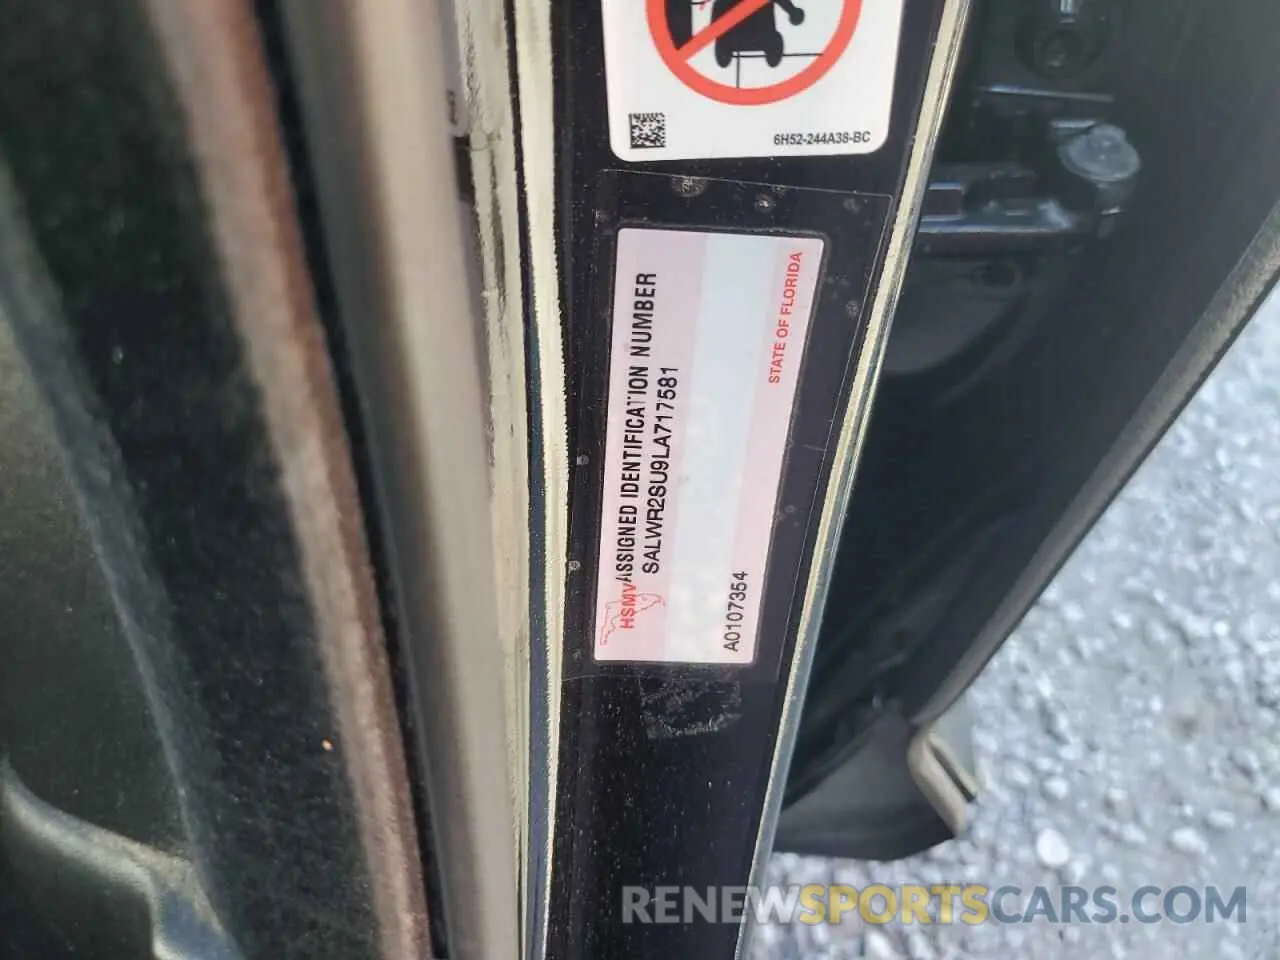 6H52-244A38-BC
HSMV ASSIGNED IDENTIFICATION NUMBER
SALWR2SU9LA717581
STATE OF FLORIDA
A0107354
RENEWSPORTSCARS.COM